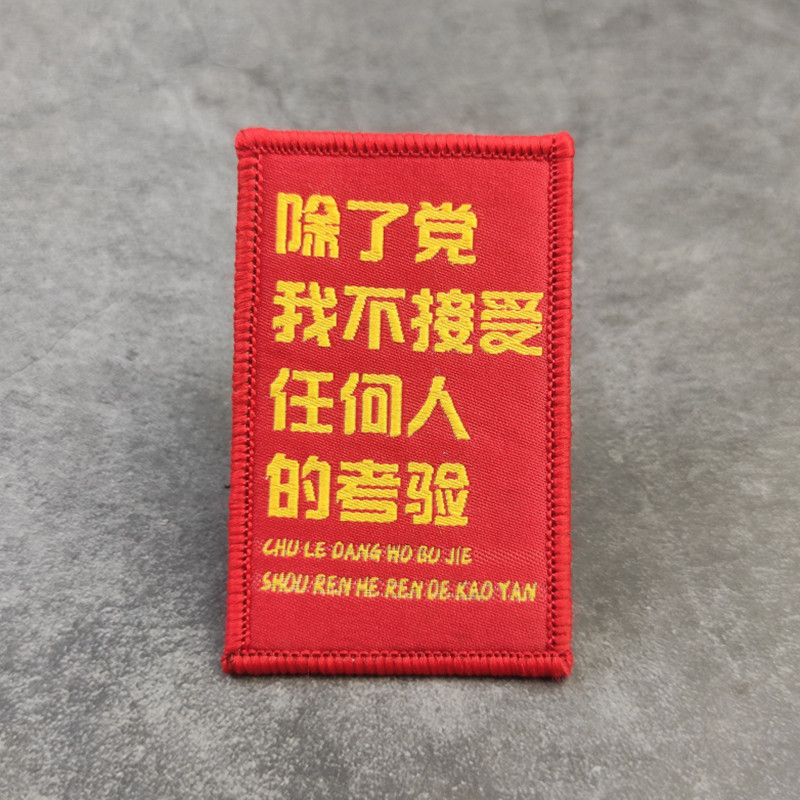 除了党
我不接受
任何人
的考验
CHU LE DANG WO BU JIE
SHOU REN HE REN DE KAO YAN